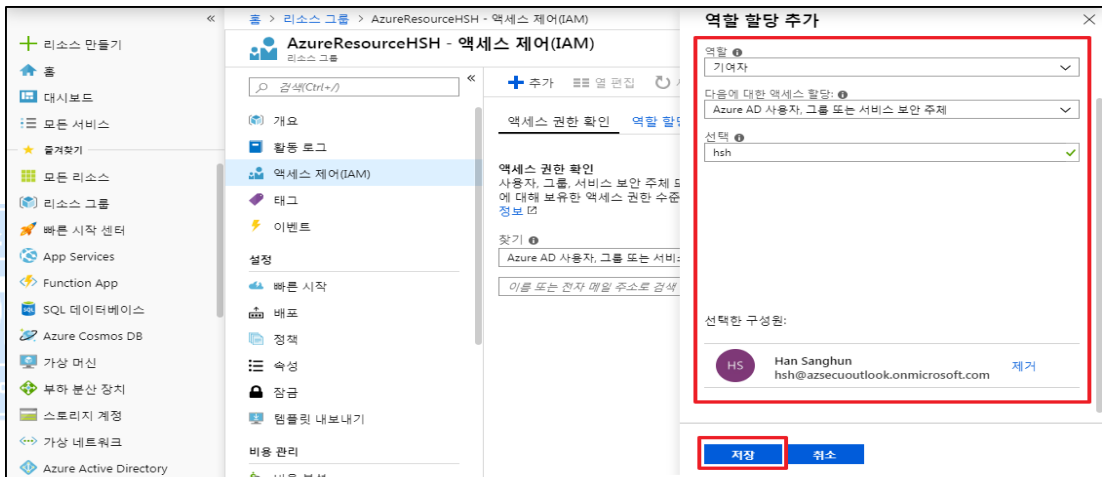 «
리소스 만들기
홈
대시보드
모든 서비스
즐겨찾기
모든 리소스
리소스 그룹
빠른 시작 센터
App Services
Function App
SQL 데이터베이스
Azure Cosmos DB
가상 머신
부하 분산 장치
스토리지 계정
가상 네트워크
Azure Active Directory
홈 > 리소스 그룹 > AzureResourceHSH - 액세스 제어(IAM)
AzureResourceHSH - 액세스 제어(IAM)
리소스 그룹
검색(Ctrl+/)
«
개요
활동 로그
액세스 제어(IAM)
태그
이벤트
설정
빠른 시작
배포
정책
속성
잠금
템플릿 내보내기
비용 관리
추가 열 편집
액세스 권한 확인 역할 할당
액세스 권한 확인
사용자, 그룹, 서비스 보안 주체 또
에 대해 보유한 액세스 권한 수준
정보
찾기
Azure AD 사용자, 그룹 또는 서비
이름 또는 전자 메일 주소로 검색
역할 할당 추가
역할
기여자
다음에 대한 액세스 할당:
Azure AD 사용자, 그룹 또는 서비스 보안 주체
선택
hsh
선택한 구성원:
HS
Han Sanghun
hsh@azsecuoutlook.onmicrosoft.com
제거
저장 취소